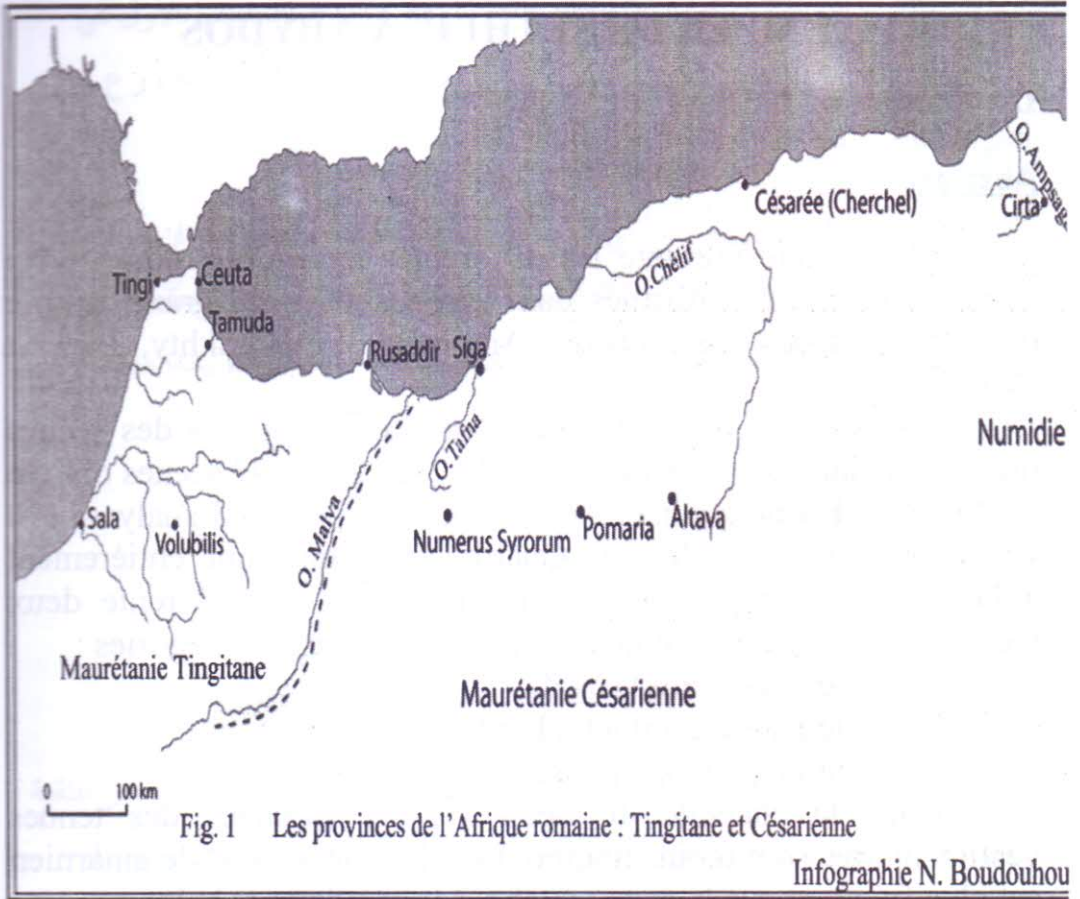 O. Ampsag
Césarée (Cherchel)
Cirta
O.Chélif
Tingi
Ceuta
Tamuda
Rusaddir
Siga
O.Tafna
Numidie
Sala
Volubilis
O. Malva
Numerus Syrorum
Pomaria
Altava
Maurétanie Tingitane
Maurétanie Césarienne
0 100 km
Fig. 1 Les provinces de l'Afrique romaine : Tingitane et Césarienne
Infographie N. Boudouhou